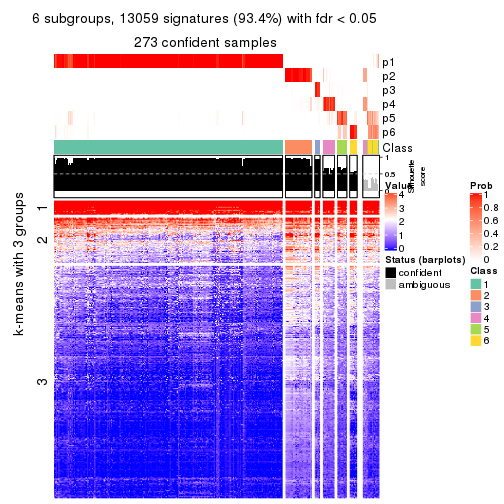 6 subgroups, 13059 signatures (93.4%) with fdr < 0.05
273 confident samples
p1
p2
p3
p4
p5
p6
Class
1
0.5
0
Silhouette
score
k-means with 3 groups
1
2
3
Value
4
3
2
1
0
Silhouette (barplots)
confident
ambiguous
Prob
1
0.8
0.6
0.4
0.2
0
Class
1
2
3
4
5
6